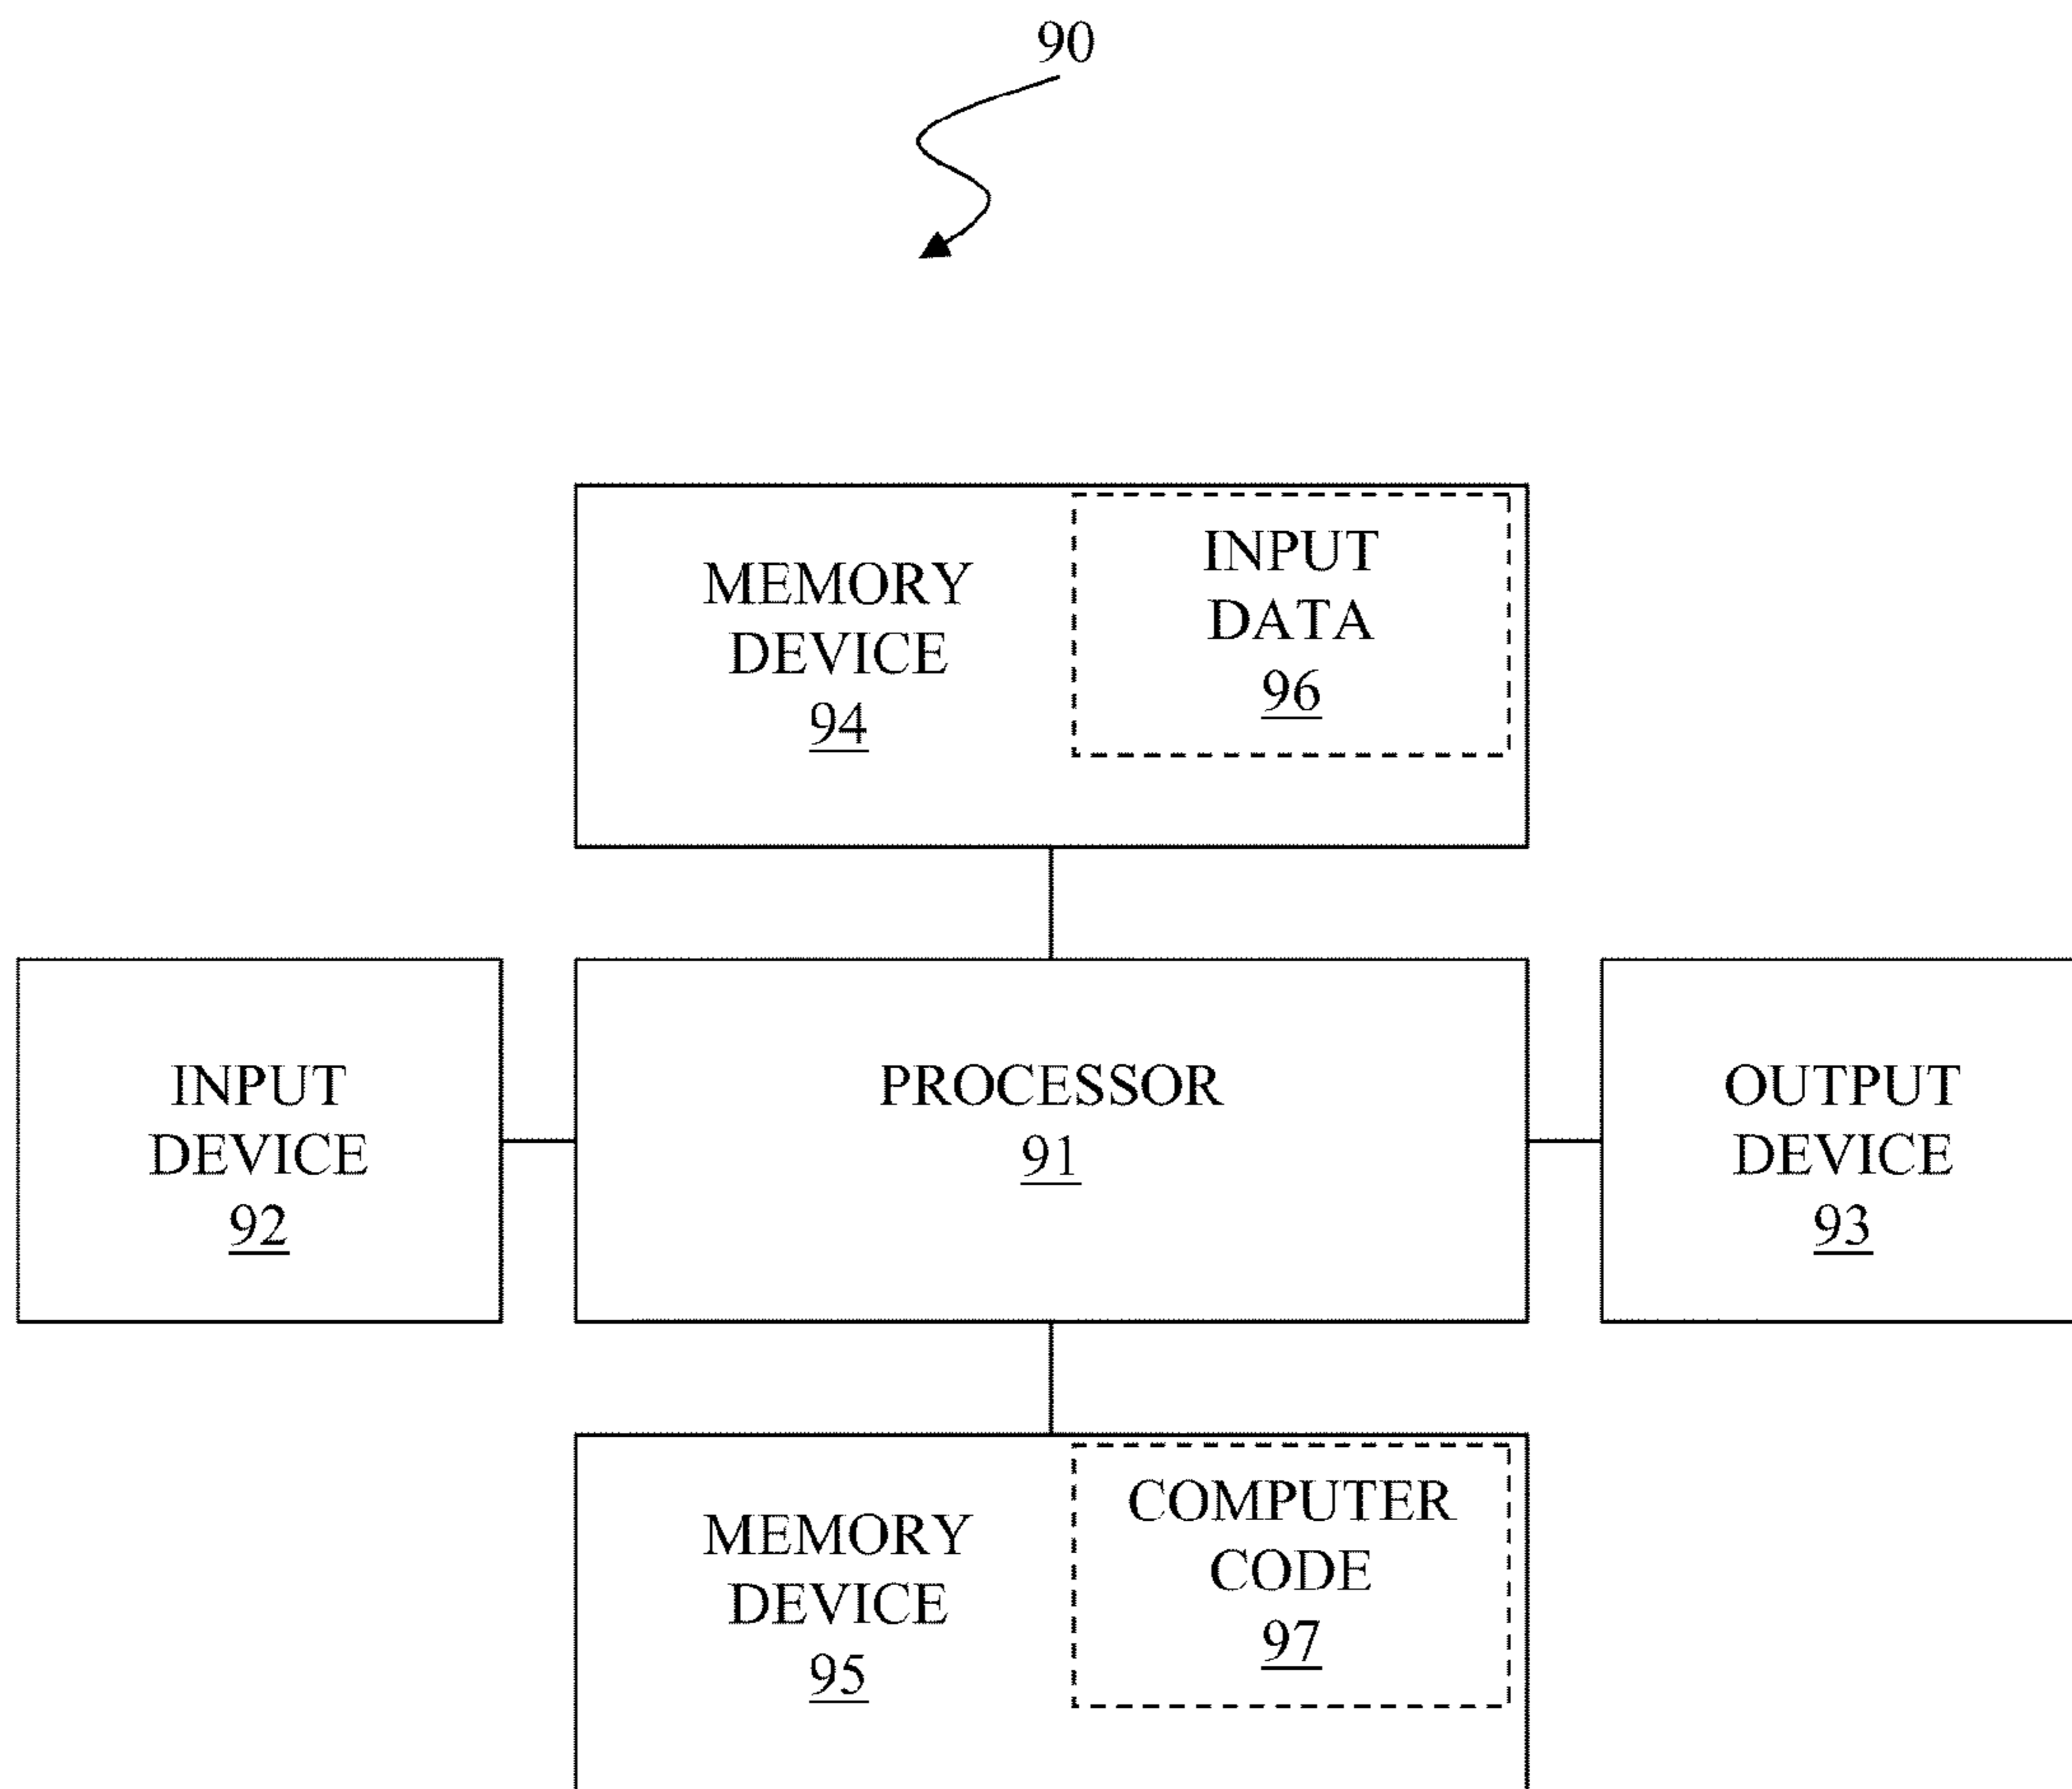 90
MEMORY
DEVICE
94
INPUT
DATA
96
INPUT
DEVICE
92
PROCESSOR
91
OUTPUT
DEVICE
93
MEMORY
DEVICE
95
COMPUTER
CODE
97